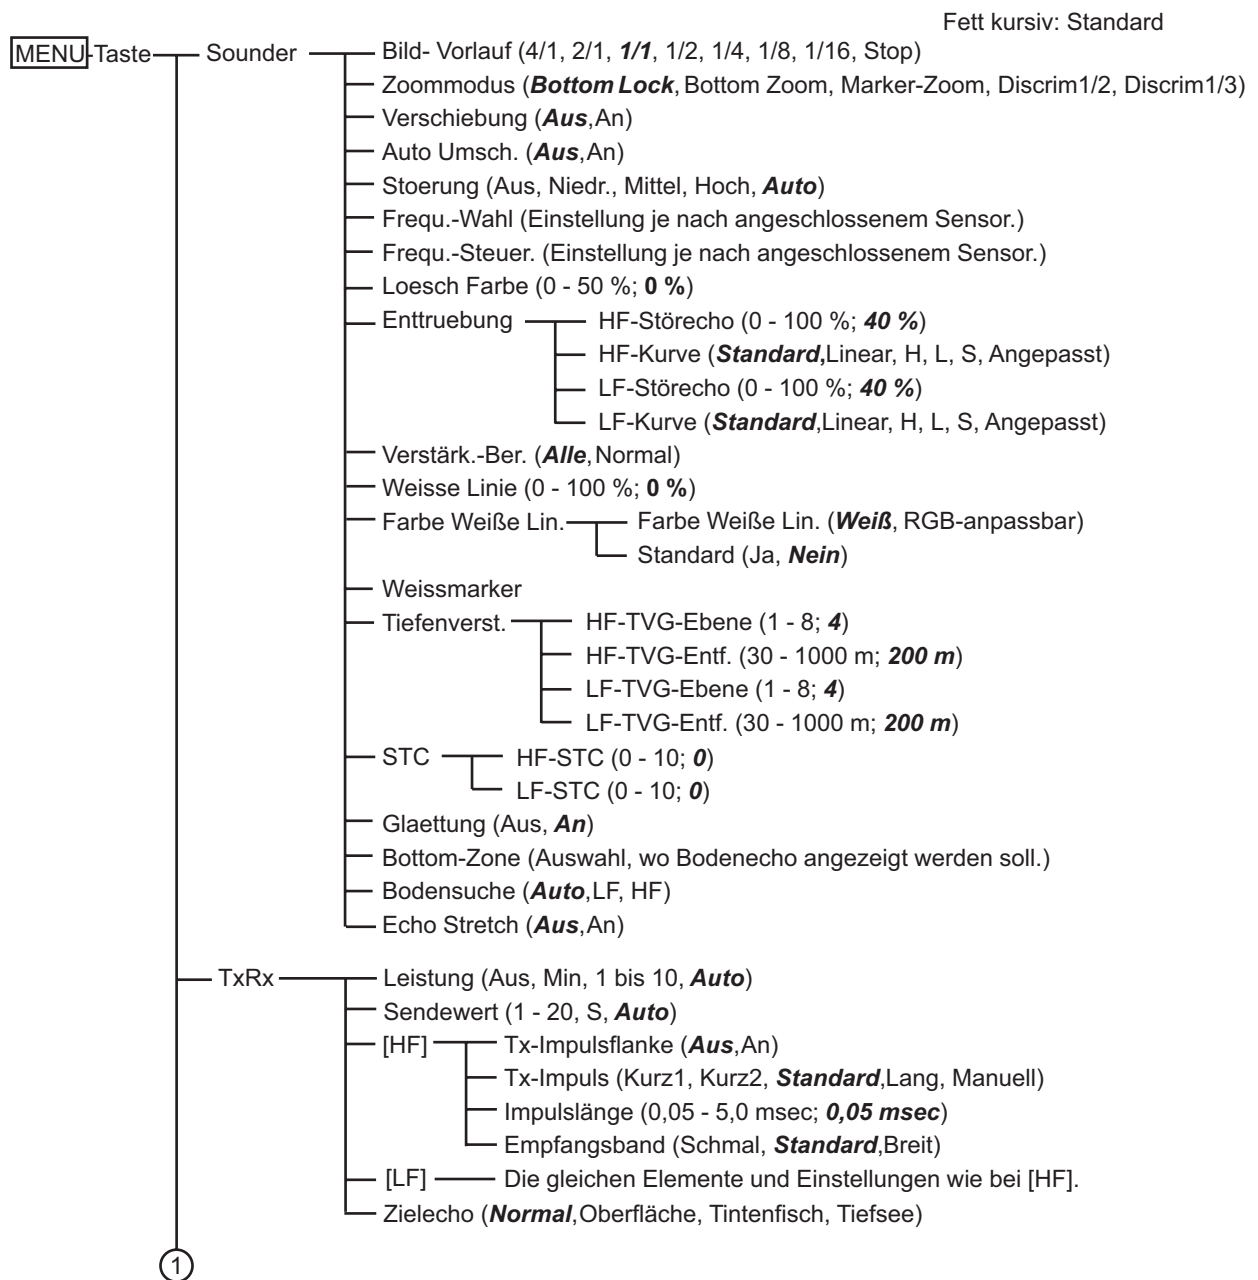 Fett kursiv: Standard
MENU-Taste
Sounder
Bild- Vorlauf (4/1, 2/1, 1/1, 1/2, 1/4, 1/8, 1/16, Stop)
Zoommodus (Bottom Lock, Bottom Zoom, Marker-Zoom, Discrim1/2, Discrim1/3)
Verschiebung (Aus,An)
Auto Umsch. (Aus,An)
Stoerung (Aus, Niedr., Mittel, Hoch, Auto)
Frequ.-Wahl (Einstellung je nach angeschlossenem Sensor.)
Frequ.-Steuer. (Einstellung je nach angeschlossenem Sensor.)
Loesch Farbe (0 - 50 %; 0 %)
Enttruebung
HF-Störecho (0 - 100 %; 40 %)
HF-Kurve (Standard,Linear, H, L, S, Angepasst)
LF-Störecho (0 - 100 %; 40 %)
LF-Kurve (Standard,Linear, H, L, S, Angepasst)
Verstärk.-Ber. (Alle,Normal)
Weisse Linie (0 - 100 %; 0 %)
Farbe Weiße Lin.
Farbe Weiße Lin. (Weiß, RGB-anpassbar)
Standard (Ja, Nein)
Weissmarker
Tiefenverst.
HF-TVG-Ebene (1 - 8; 4)
HF-TVG-Entf. (30 - 1000 m; 200 m)
LF-TVG-Ebene (1 - 8; 4)
LF-TVG-Entf. (30 - 1000 m; 200 m)
STC
HF-STC (0 - 10; 0)
LF-STC (0 - 10; 0)
Glaettung (Aus, An)
Bottom-Zone (Auswahl, wo Bodenecho angezeigt werden soll.)
Bodensuche (Auto,LF, HF)
Echo Stretch (Aus,An)
TxRx
Leistung (Aus, Min, 1 bis 10, Auto)
Sendewert (1 - 20, S, Auto)
[HF]
Tx-Impulsflanke (Aus,An)
Tx-Impuls (Kurz1, Kurz2, Standard,Lang, Manuell)
Impulslänge (0,05 - 5,0 msec; 0,05 msec)
Empfangsband (Schmal, Standard,Breit)
[LF]
Die gleichen Elemente und Einstellungen wie bei [HF].
Zielecho (Normal,Oberfläche, Tintenfisch, Tiefsee)
1